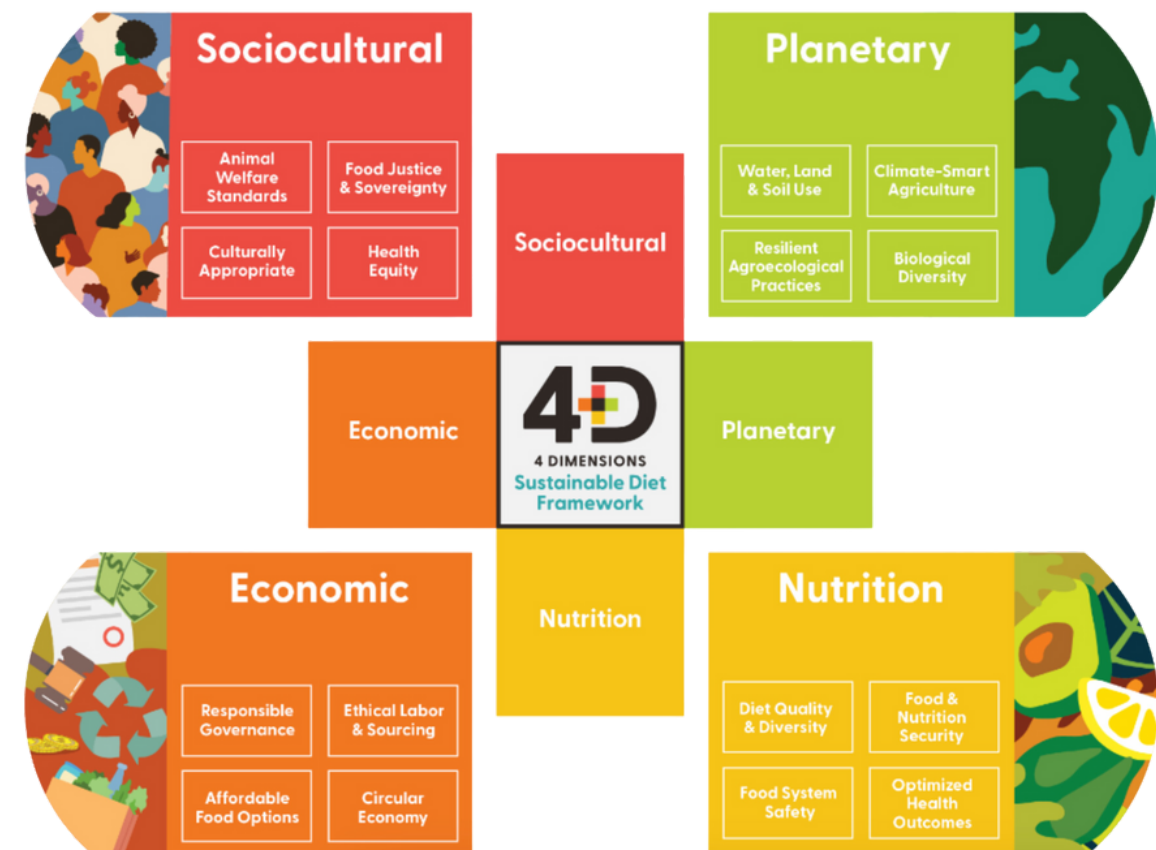 Sociocultural
Animal
Welfare
Standards
Food Justice
& Sovereignty
Culturally
Appropriate
Health
Equity
Planetary
Water, Land
& Soil Use
Climate-Smart
Agriculture
Resilient
Agroecological
Practices
Biological
Diversity
Sociocultural
Economic
4D
4 DIMENSIONS
Sustainable Diet
Framework
Planetary
Nutrition
Economic
$
Responsible
Governance
Ethical Labor
& Sourcing
Affordable
Food Options
Circular
Economy
Nutrition
Diet Quality
& Diversity
Food &
Nutrition
Security
Food System
Safety
Optimized
Health
Outcomes